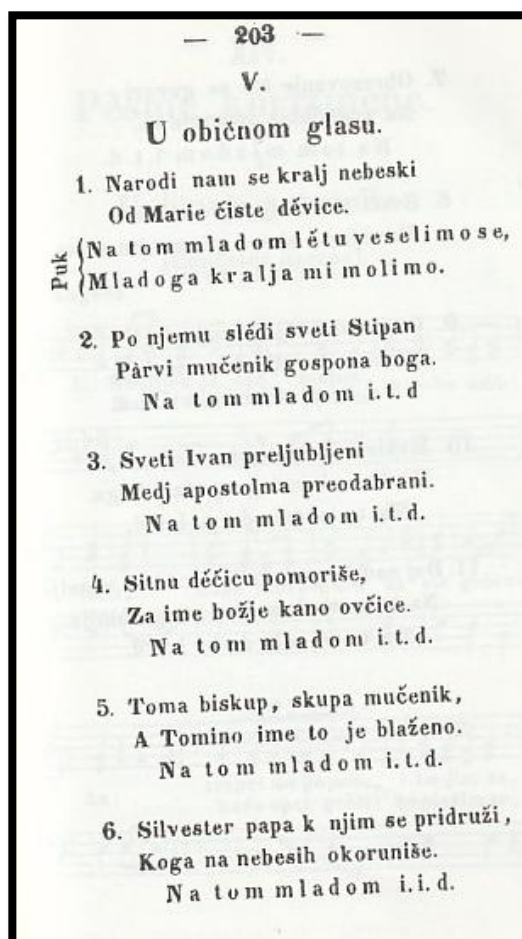 — 203 —
V.
U običnom glasu.
1. Narodi nam se kralj nebeski
Od Marie čiste děvice.
Puk
Na tom mladom létu veselimo se,
Mladoga kralja mi molimo.
2. Po njemu slédi sveti Stipan
Pàrvi mučenik gospona boga.
Na tom mladom i.t.d
3. Sveti Ivan preljubljeni
Medj apostolma preodabrani.
Na tom mladom i.t.d.
4. Sitnu déčicu pomoriše,
Za ime božje kano ovčice.
Na tom mladom i.t.d.
5. Toma biskup, skupa mučenik,
A Tomino ime to je blaženo.
Na tom mladom i.t.d.
6. Silvester papa k njim se pridruži,
Koga na nebesih okoruniše.
Na tom mladom i.i.d.